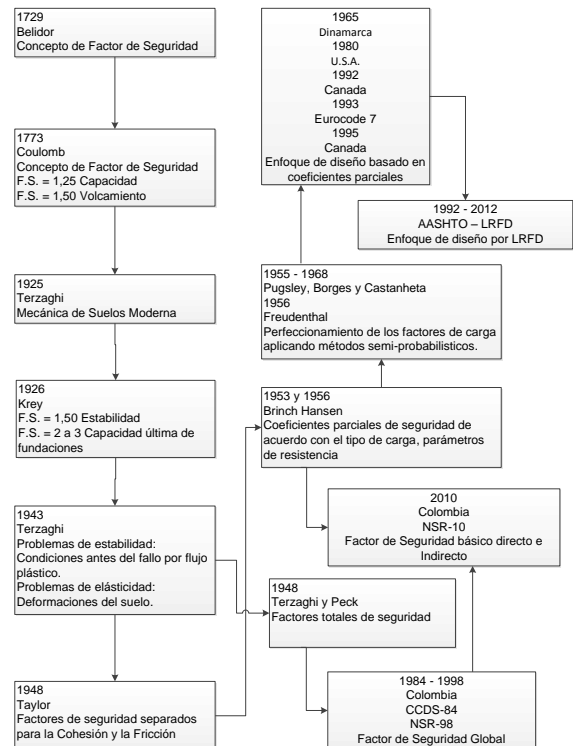 1729
Belidor
Concepto de Factor de Seguridad
1773
Coulomb
Concepto de Factor de Seguridad
F.S. = 1,25 Capacidad
F.S. = 1,50 Volcamiento
1925
Terzaghi
Mecánica de Suelos Moderna
1926
Krey
F.S. = 1,50 Estabilidad
F.S. = 2 a 3 Capacidad última de
fundaciones
1943
Terzaghi
Problemas de estabilidad:
Condiciones antes del fallo por flujo
plástico.
Problemas de elásticidad:
Deformaciones del suelo.
1948
Taylor
Factores de seguridad separados
para la Cohesión y la Fricción
1965
Dinamarca
1980
U.S.A.
1992
Canada
1993
Eurocode 7
1995
Canada
Enfoque de diseño basado en
coeficientes parciales
1992 - 2012
AASHTO – LRFD
Enfoque de diseño por LRFD
1955 - 1968
Pugsley, Borges y Castanheta
1956
Freudenthal
Perfeccionamiento de los factores de carga
aplicando métodos semi-probabilisticos.
1953 y 1956
Brinch Hansen
Coeficientes parciales de seguridad de
acuerdo con el tipo de carga, parámetros
de resistencia
2010
Colombia
NSR-10
Factor de Seguridad básico directo e
Indirecto
1948
Terzaghi y Peck
Factores totales de seguridad
1984 - 1998
Colombia
CCDS-84
NSR-98
Factor de Seguridad Global